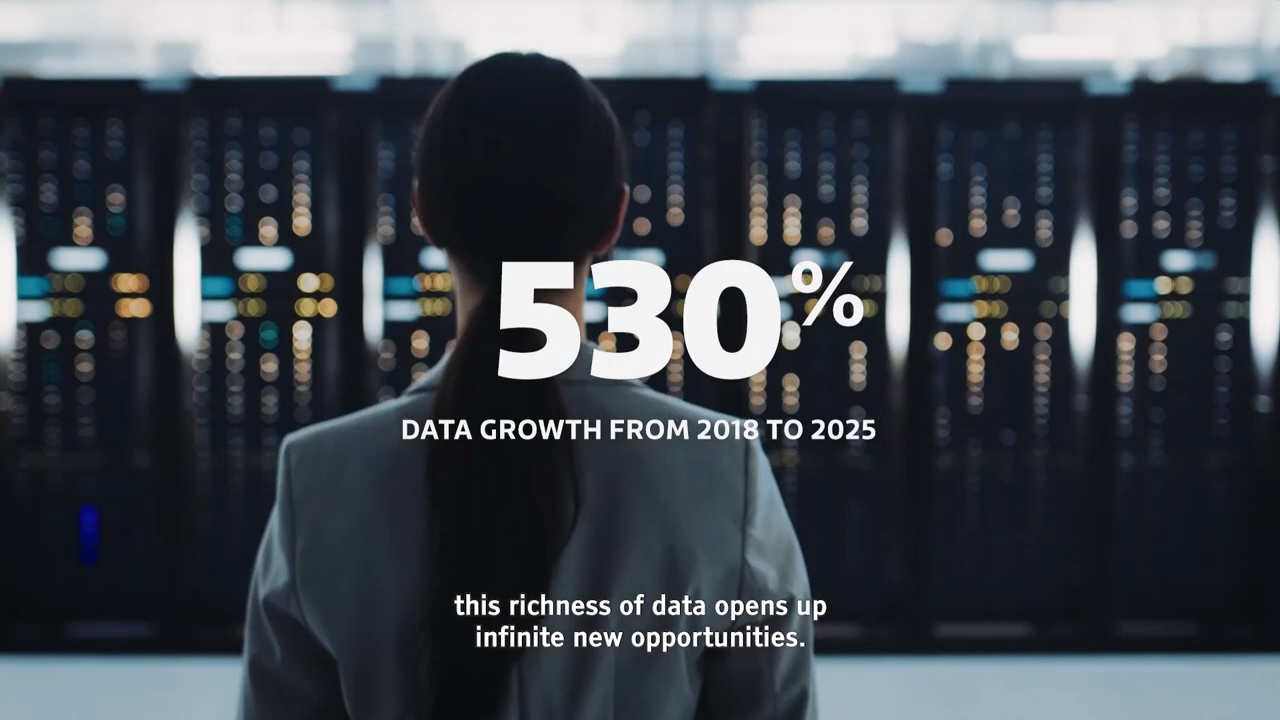 530%
DATA GROWTH FROM 2018 TO 2025
this richness of data opens up
infinite new opportunities.